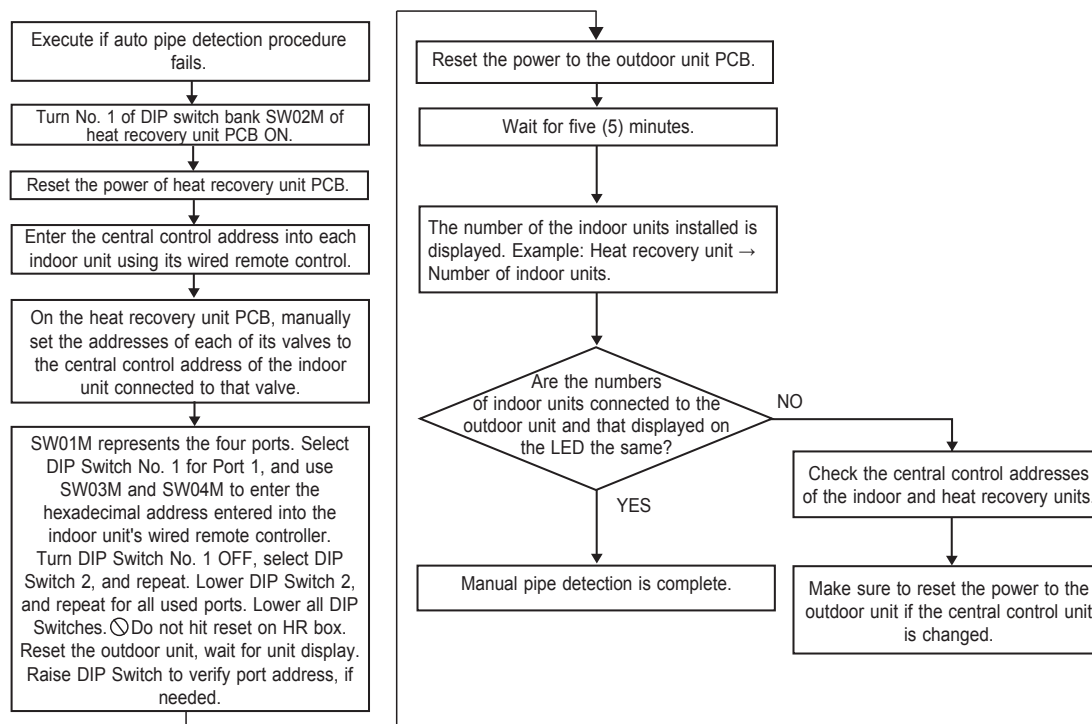 Execute if auto pipe detection procedure
fails.
Turn No. 1 of DIP switch bank SW02M of
heat recovery unit PCB ON.
Reset the power of heat recovery unit PCB.
Enter the central control address into each
indoor unit using its wired remote control.
On the heat recovery unit PCB, manually
set the addresses of each of its valves to
the central control address of the indoor
unit connected to that valve.
SW01M represents the four ports. Select
DIP Switch No. 1 for Port 1, and use
SW03M and SW04M to enter the
hexadecimal address entered into the
indoor unit's wired remote controller.
Turn DIP Switch No. 1 OFF, select DIP
Switch 2, and repeat. Lower DIP Switch 2,
and repeat for all used ports. Lower all DIP
Switches. 🛇 Do not hit reset on HR box.
Reset the outdoor unit, wait for unit display.
Raise DIP Switch to verify port address, if
needed.
Reset the power to the outdoor unit PCB.
Wait for five (5) minutes.
The number of the indoor units installed is
displayed. Example: Heat recovery unit →
Number of indoor units.
Are the numbers
of indoor units connected to the
outdoor unit and that displayed on
the LED the same?
NO
YES
Manual pipe detection is complete.
Check the central control addresses
of the indoor and heat recovery units.
Make sure to reset the power to the
outdoor unit if the central control unit
is changed.